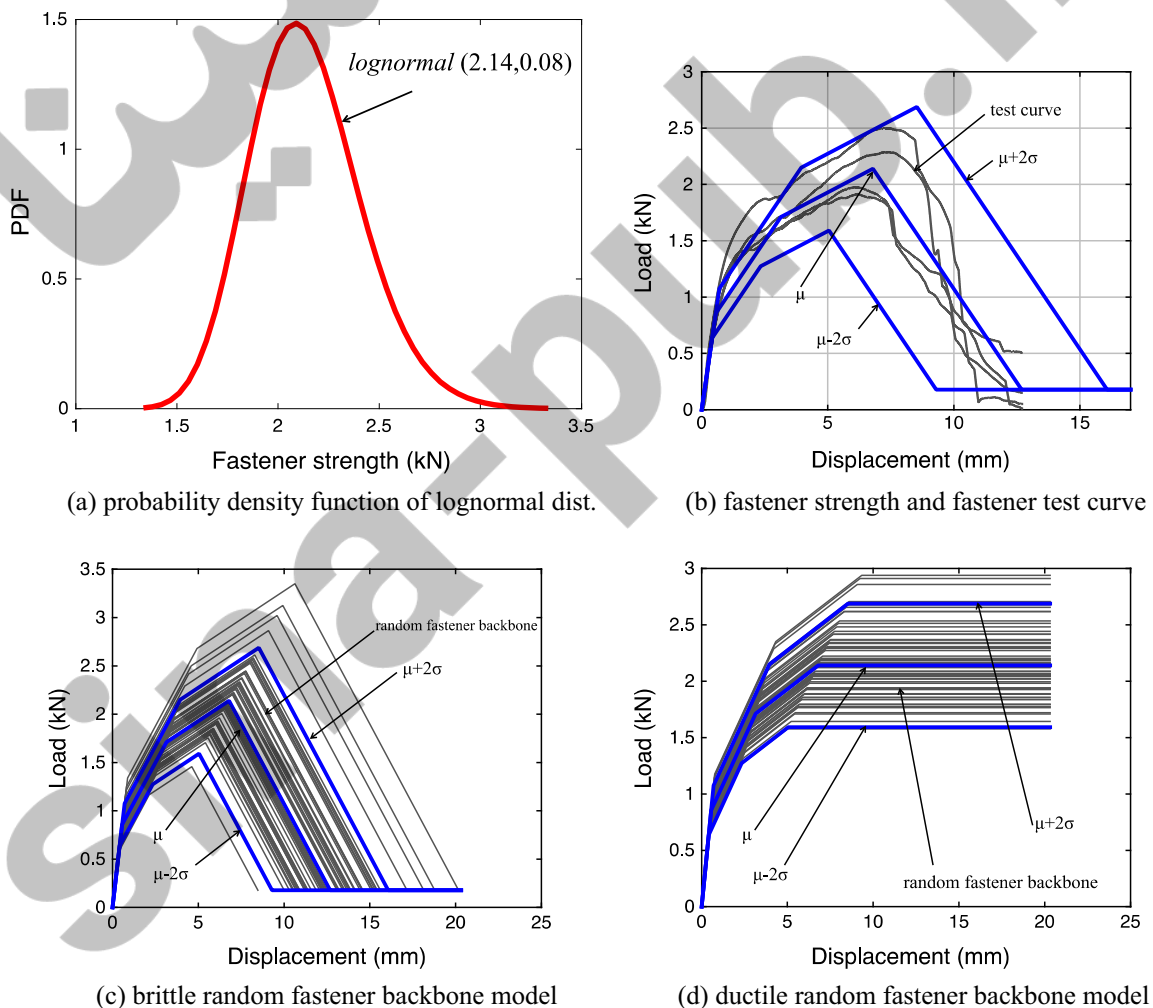 1.5
lognormal (2.14,0.08)
1
PDF
0.5
0
1
1.5
2
2.5
3
3.5
Fastener strength (kN)
(a) probability density function of lognormal dist.
3
test curve
2.5
μ+2σ
2
1.5
Load (kN)
μ
1
μ-2σ
0.5
0
0
5
10
15
Displacement (mm)
(b) fastener strength and fastener test curve
3.5
3
random fastener backbone
2.5
μ+2σ
2
Load (kN)
1.5
1
μ
0.5
μ-2σ
0
0
5
10
15
20
25
Displacement (mm)
(c) brittle random fastener backbone model
3
2.5
2
Load (kN)
1.5
1
μ
μ+2σ
μ-2σ
0.5
random fastener backbone
0
0
5
10
15
20
25
Displacement (mm)
(d) ductile random fastener backbone model
sina-pub.